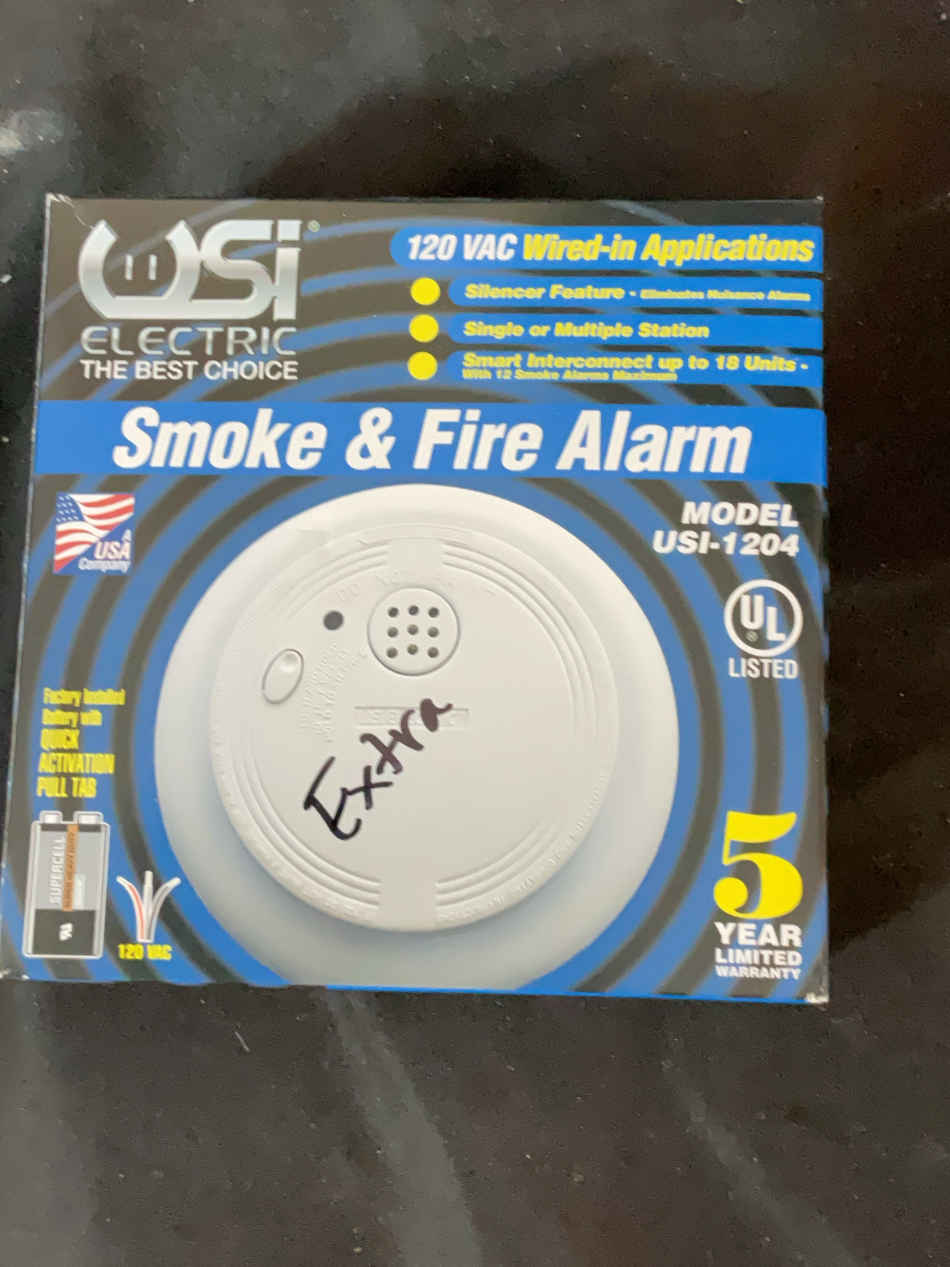 USi
ELECTRIC
THE BEST CHOICE
120 VAC Wired-in Applications
Silencer Feature - Eliminates Nuisance Alarms
Single or Multiple Station
Smart Interconnect up to 18 Units -
With 12 Smoke Alarms Maximum
Smoke & Fire Alarm
A
USA
Company
MODEL
USI-1204
UL
®
LISTED
Extra
Factory Installed
Battery with
QUICK
ACTIVATION
PULL TAB
SUPERCELL
9V
120 VAC
5
YEAR
LIMITED
WARRANTY